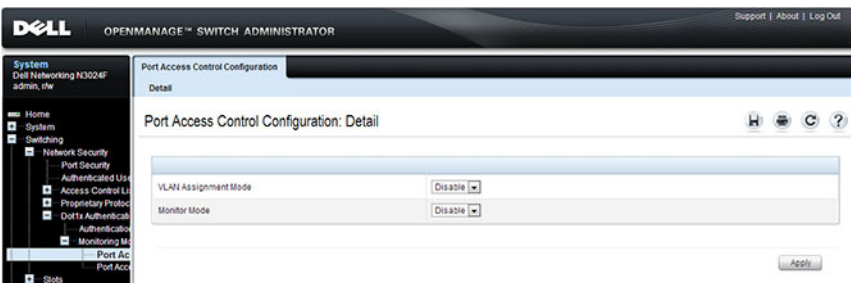 Support | About | Log Out
DELL OPENMANAGE™ SWITCH ADMINISTRATOR
System
Dell Networking N3024F
admin, r/w
Home
System
Switching
Network Security
Port Security
Authenticated Use
Access Control Li
Proprietary Protoc
Dot1x Authenticati
Authentication
Monitoring Mo
Port Ac
Port Acce
Slots
Port Access Control Configuration
Detail
Port Access Control Configuration: Detail
VLAN Assignment Mode Disable
Monitor Mode Disable
Apply